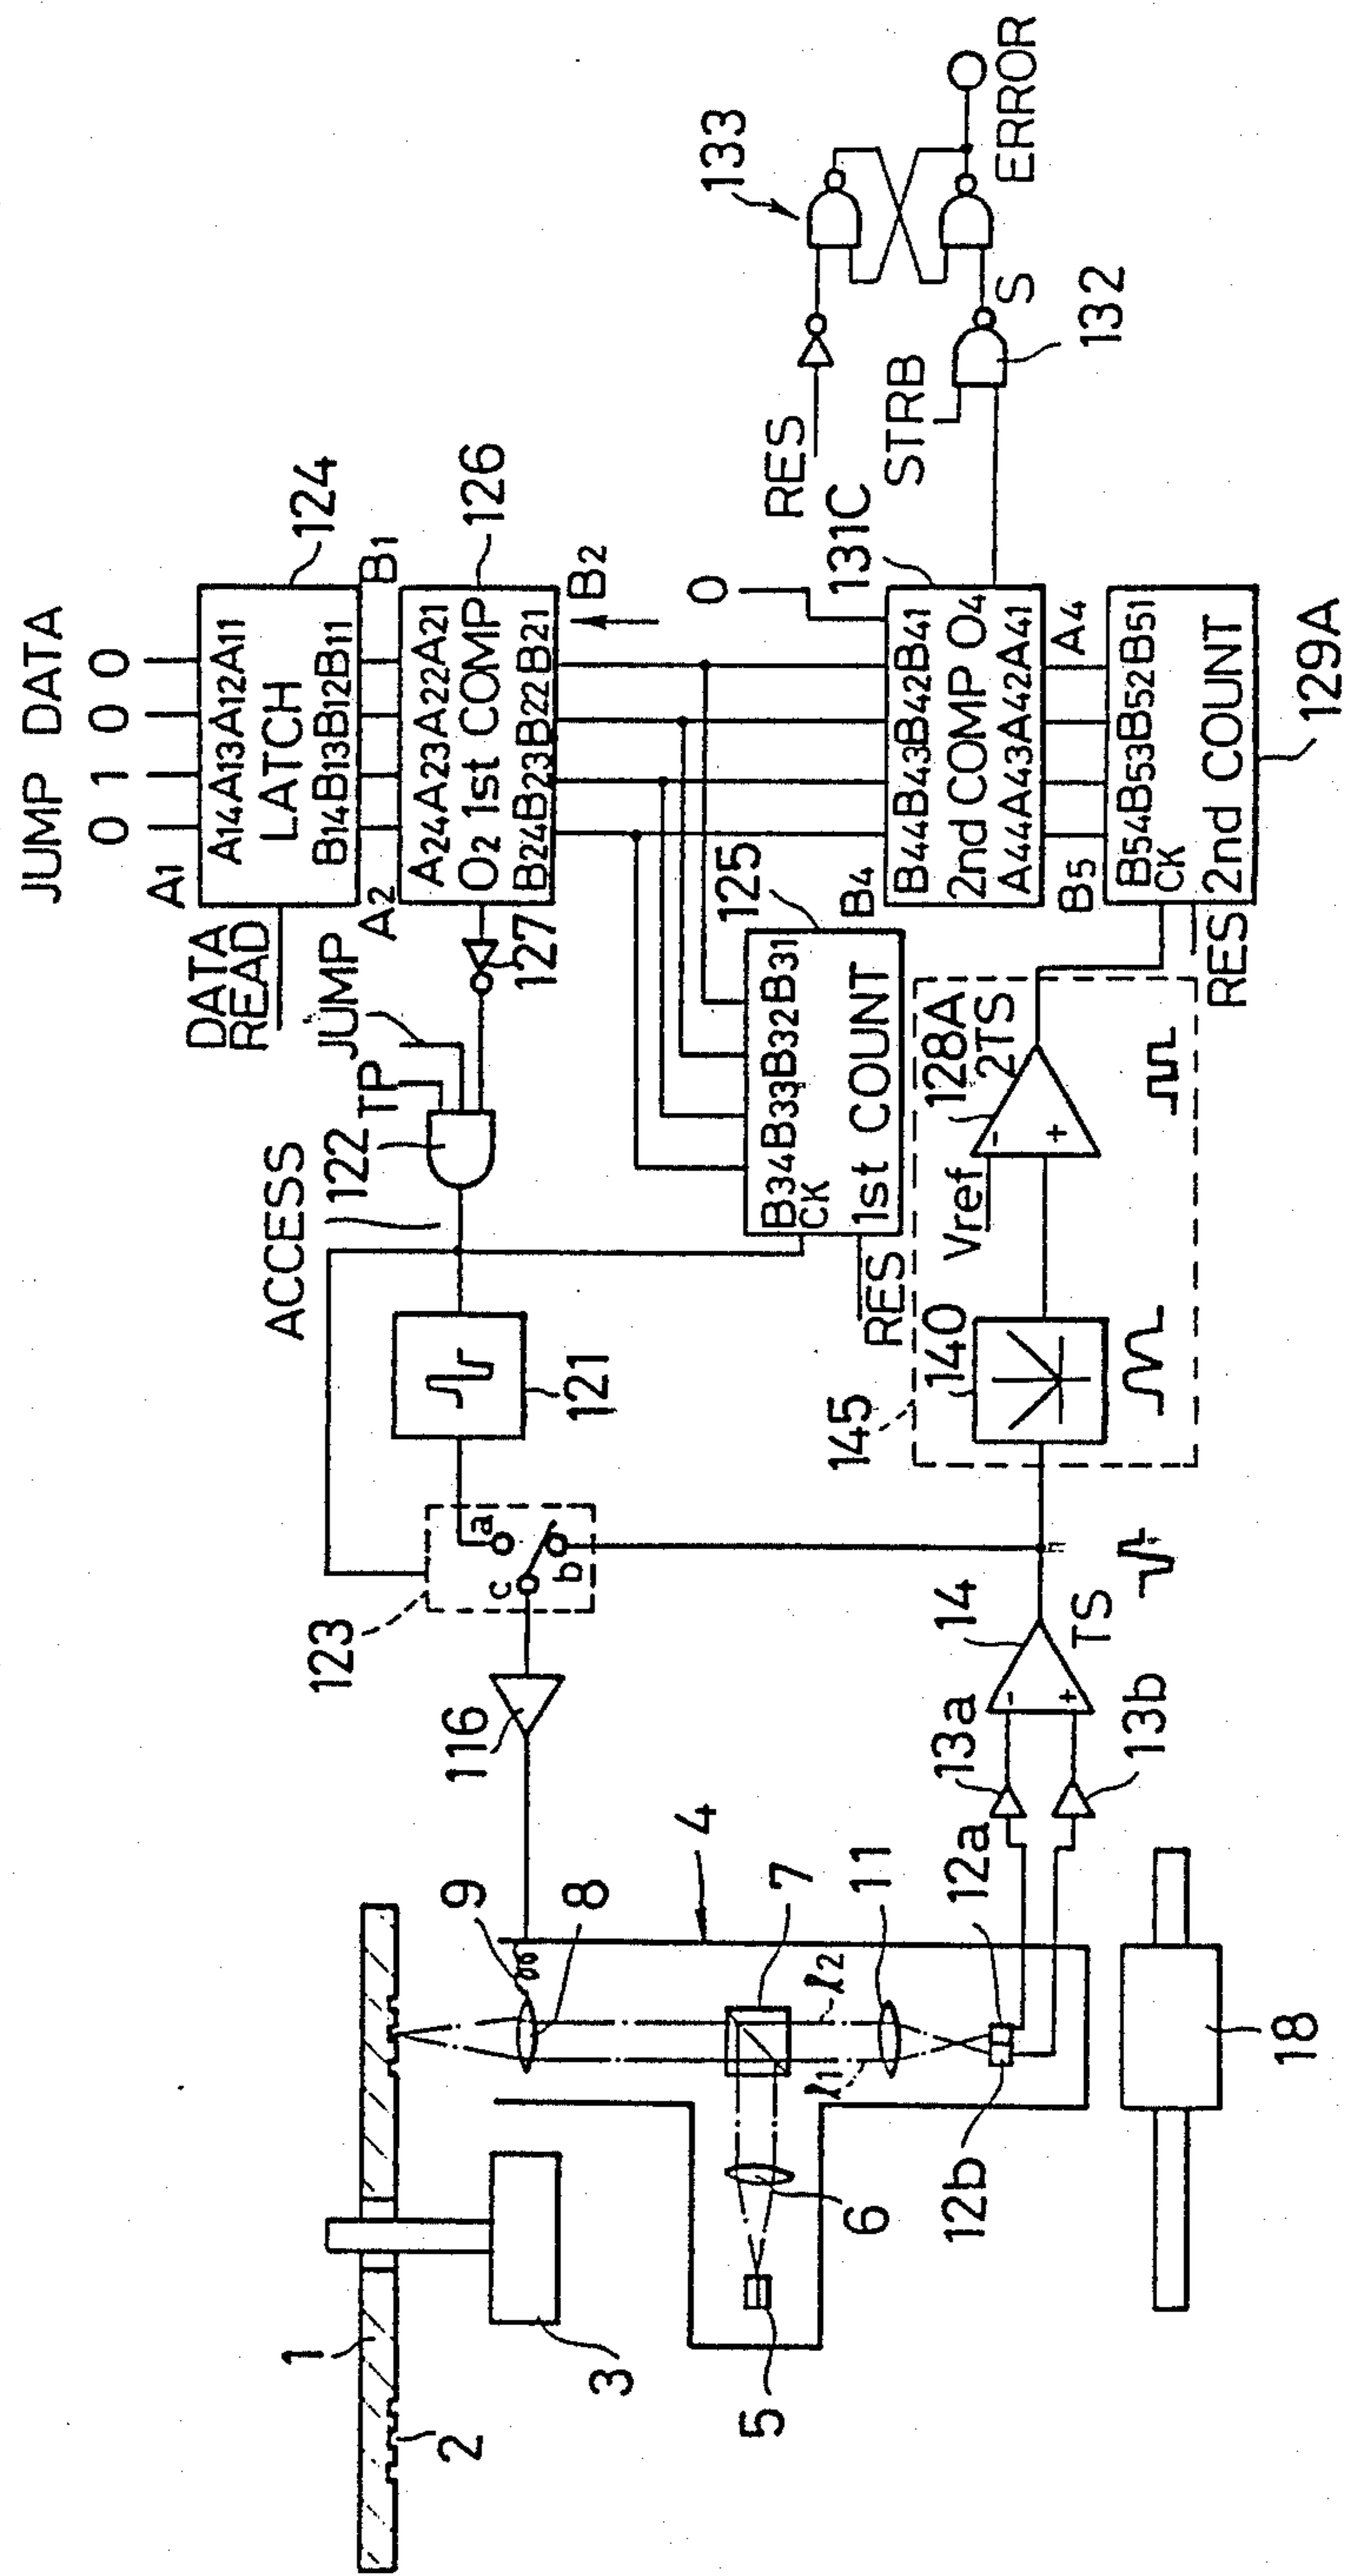 JUMP DATA
0 1 0 0
A1
A14 A13 A12 A11
LATCH
B14 B13 B12 B11
124
DATA
READ
A2
B1
A24 A23 A22 A21
O2 1st COMP
B24 B23 B22 B21
126
B2
127
JUMP
TP
ACCESS
122
121
123
a
b
c
116
125
B34 B33 B32 B31
CK
1st COUNT
RES
0
131C
B4
B44 B43 B42 B41
2nd COMP O4
A44 A43 A42 A41
B5
A4
B54 B53 B52 B51
CK
2nd COUNT
RES
129A
RES
133
STRB
S
132
ERROR
145
140
Vref
128A
2TS
-
+
14
TS
-
+
13a
13b
1
2
3
4
5
6
7
8
9
11
l1
l2
12a
12b
18